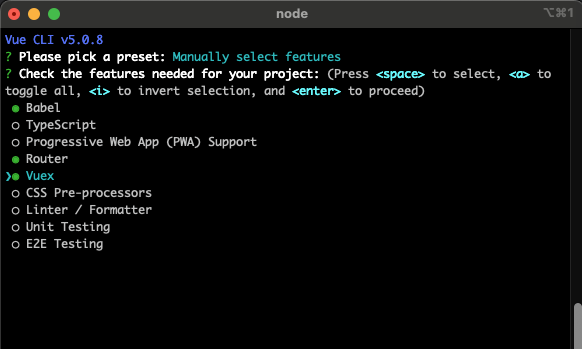 node
⌥⌘1
Vue CLI v5.0.8
? Please pick a preset: Manually select features
? Check the features needed for your project: (Press <space> to select, <a> to
toggle all, <i> to invert selection, and <enter> to proceed)
◉ Babel
◯ TypeScript
◯ Progressive Web App (PWA) Support
◉ Router
❯◉ Vuex
◯ CSS Pre-processors
◯ Linter / Formatter
◯ Unit Testing
◯ E2E Testing